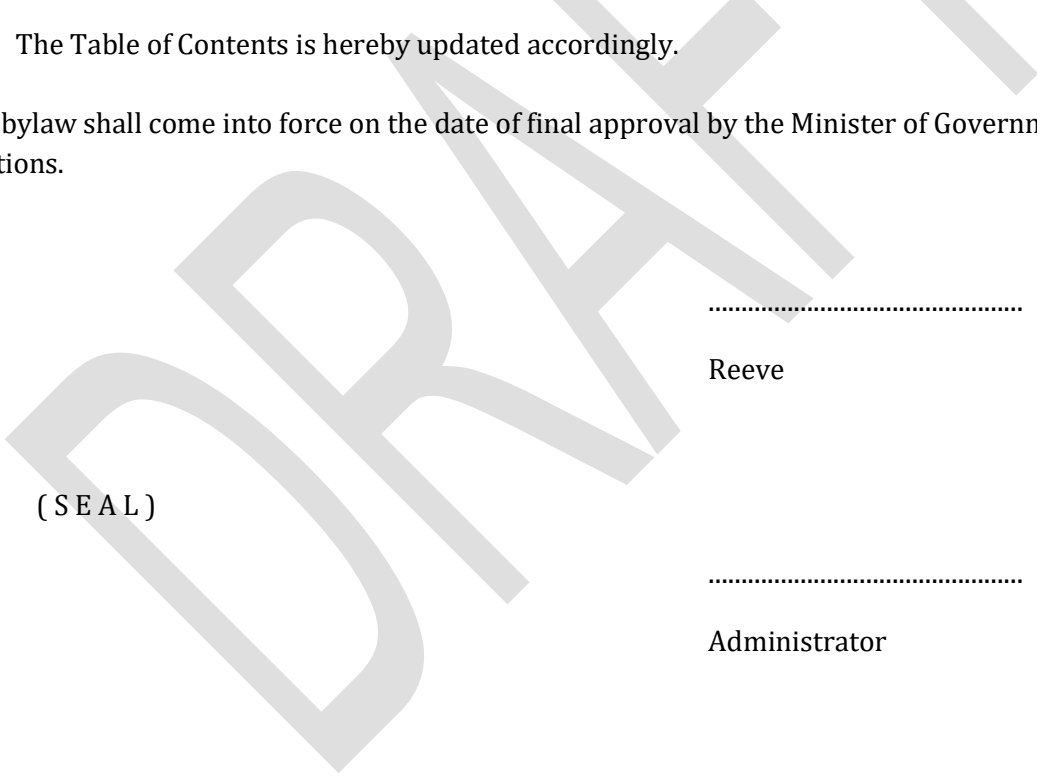 The Table of Contents is hereby updated accordingly.
bylaw shall come into force on the date of final approval by the Minister of
tions.
……………………………………………
Reeve
( S E A L )
……………………………………………
Administrator
DRAFT